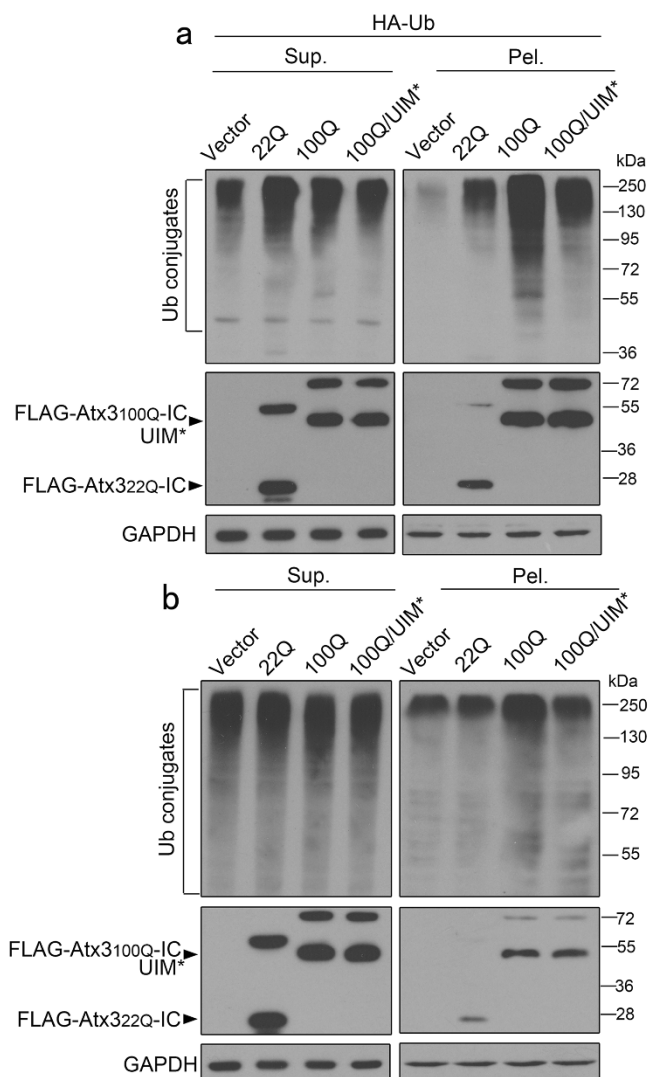 a
HA-Ub
Sup. Pel.
Vector 22Q 100Q 100Q/UIM* Vector 22Q 100Q 100Q/UIM*
kDa
Ub conjugates
250
130
95
72
55
36
72
FLAG-Atx3100Q-IC 55
UIM*
36
FLAG-Atx322Q-IC 28
GAPDH
b
Sup. Pel.
Vector 22Q 100Q 100Q/UIM* Vector 22Q 100Q 100Q/UIM*
kDa
Ub conjugates
250
130
95
72
55
72
FLAG-Atx3100Q-IC 55
UIM*
36
FLAG-Atx322Q-IC 28
GAPDH